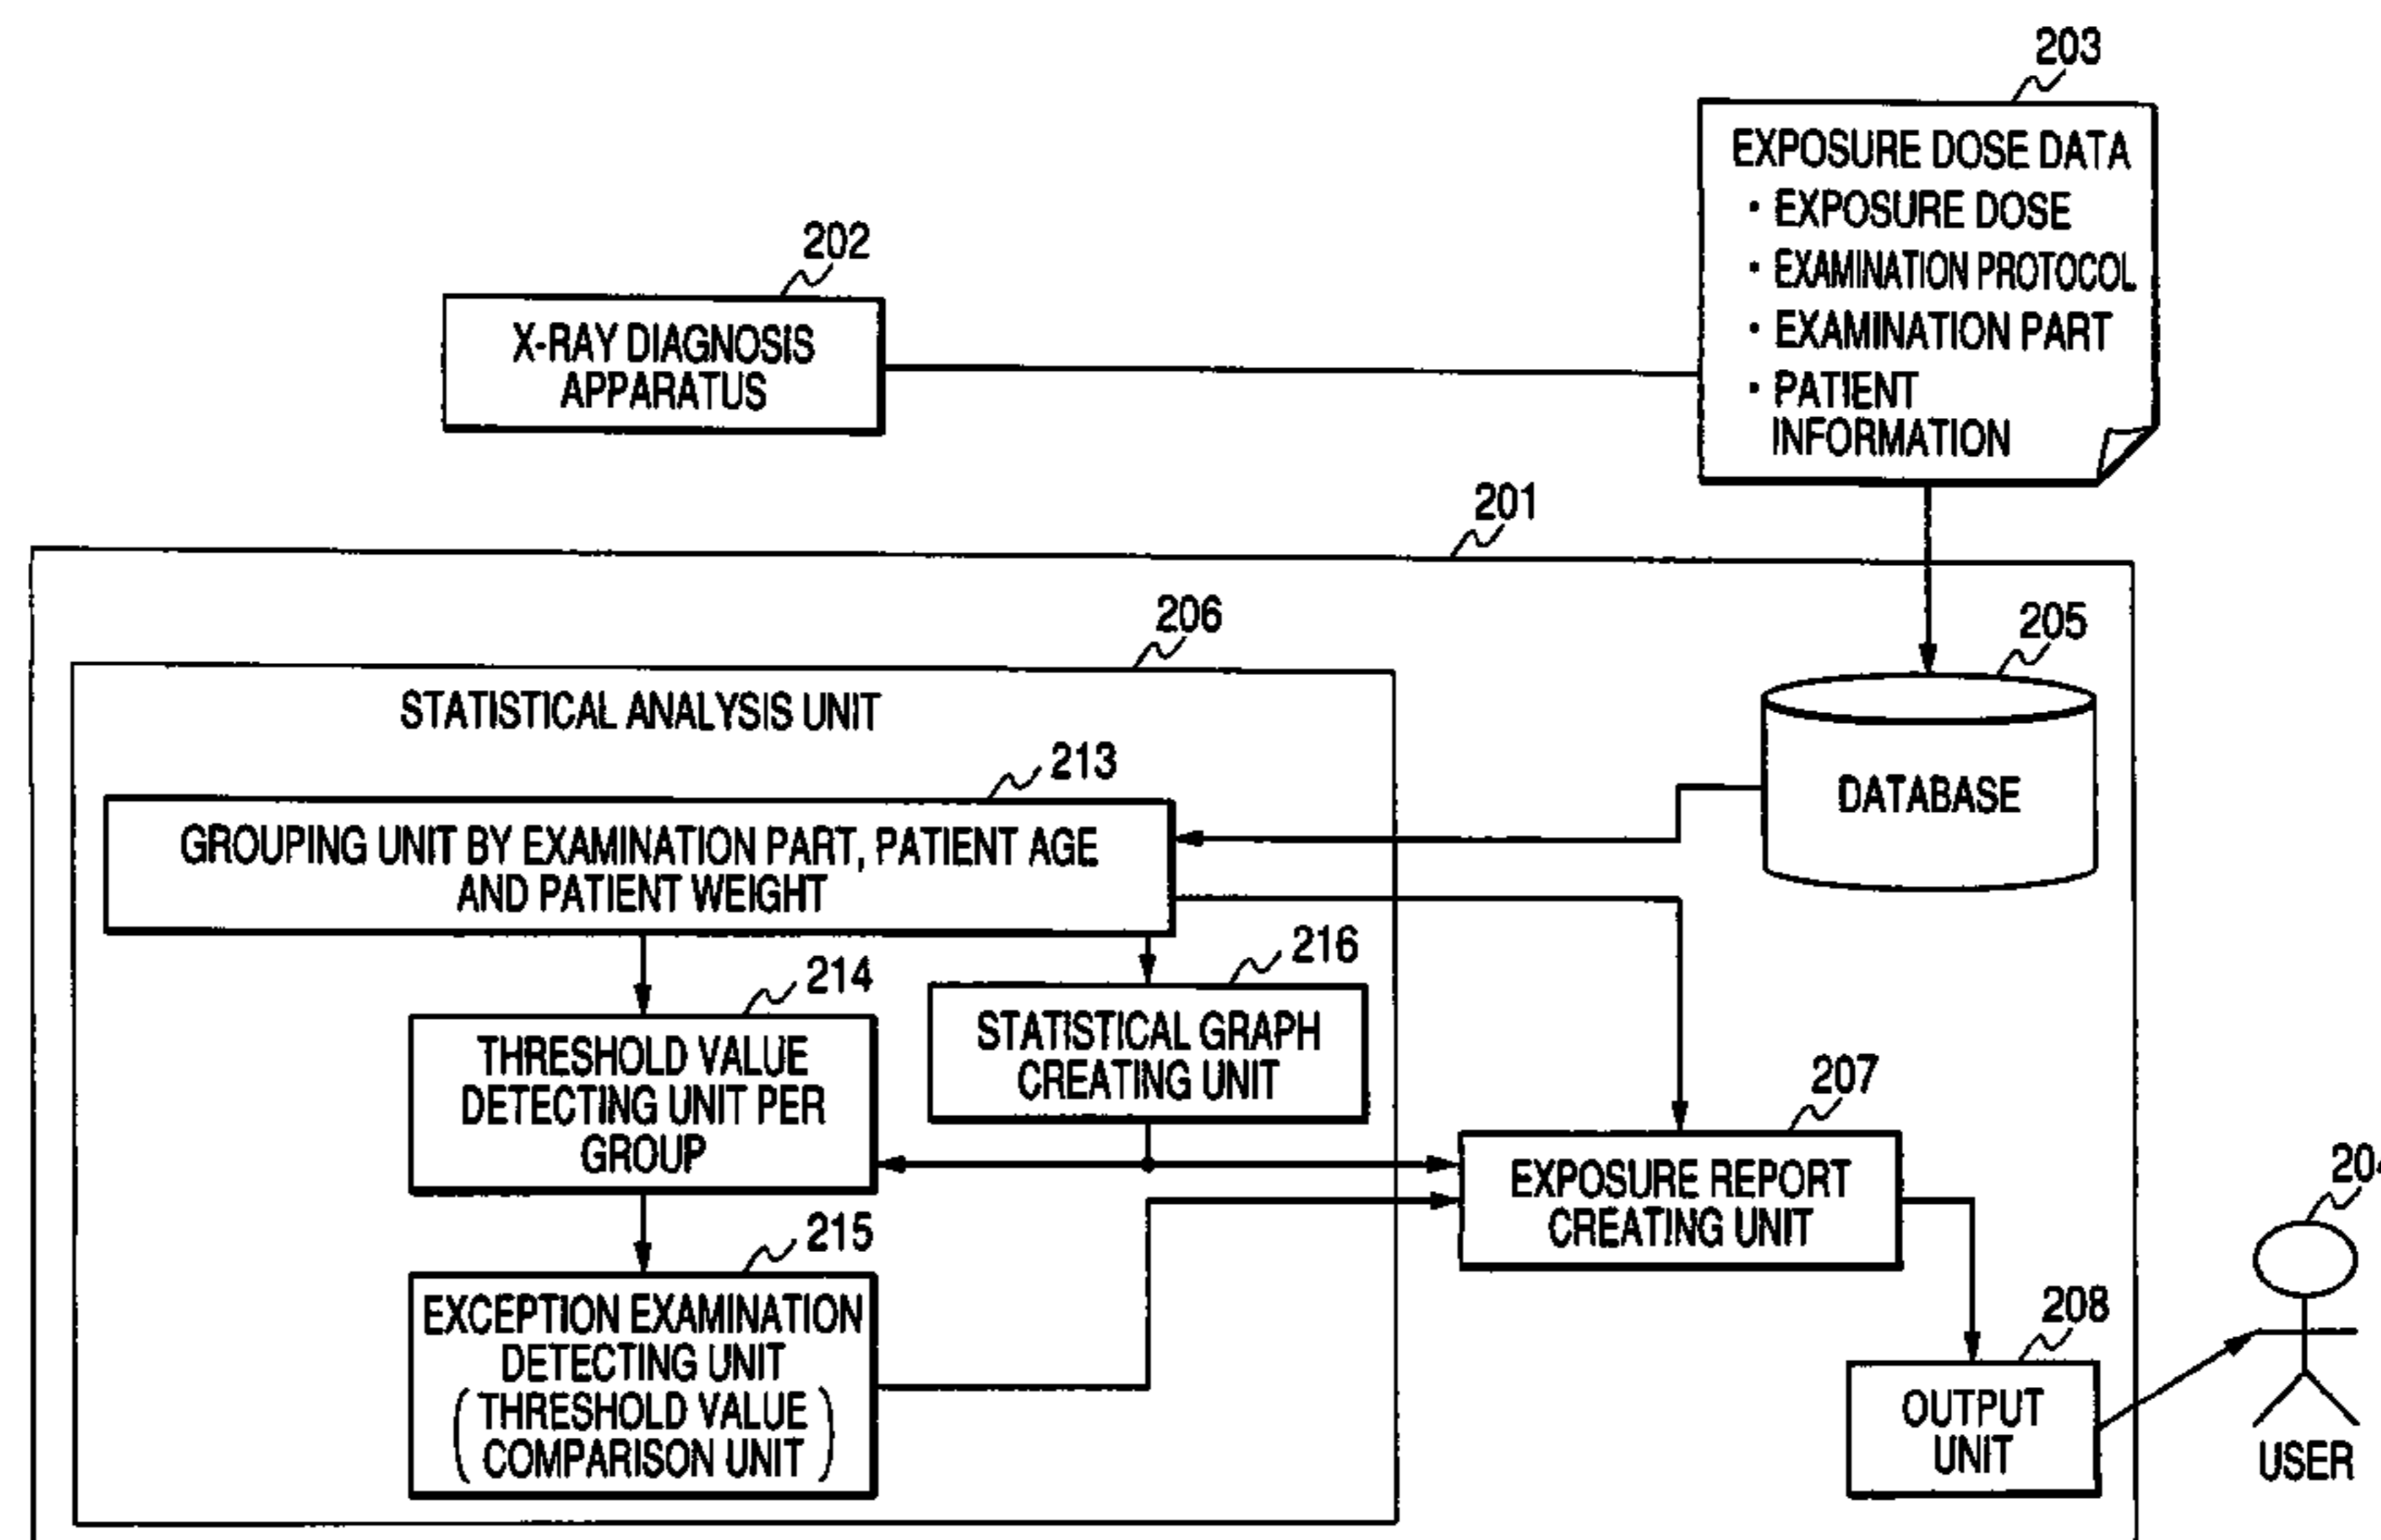 203
EXPOSURE DOSE DATA
· EXPOSURE DOSE
· EXAMINATION PROTOCOL
· EXAMINATION PART
· PATIENT
INFORMATION
202
X-RAY DIAGNOSIS
APPARATUS
201
206
STATISTICAL ANALYSIS UNIT
205
DATABASE
213
GROUPING UNIT BY EXAMINATION PART, PATIENT AGE
AND PATIENT WEIGHT
214
THRESHOLD VALUE
DETECTING UNIT PER
GROUP
216
STATISTICAL GRAPH
CREATING UNIT
207
EXPOSURE REPORT
CREATING UNIT
215
EXCEPTION EXAMINATION
DETECTING UNIT
(THRESHOLD VALUE
COMPARISON UNIT)
208
OUTPUT
UNIT
204
USER